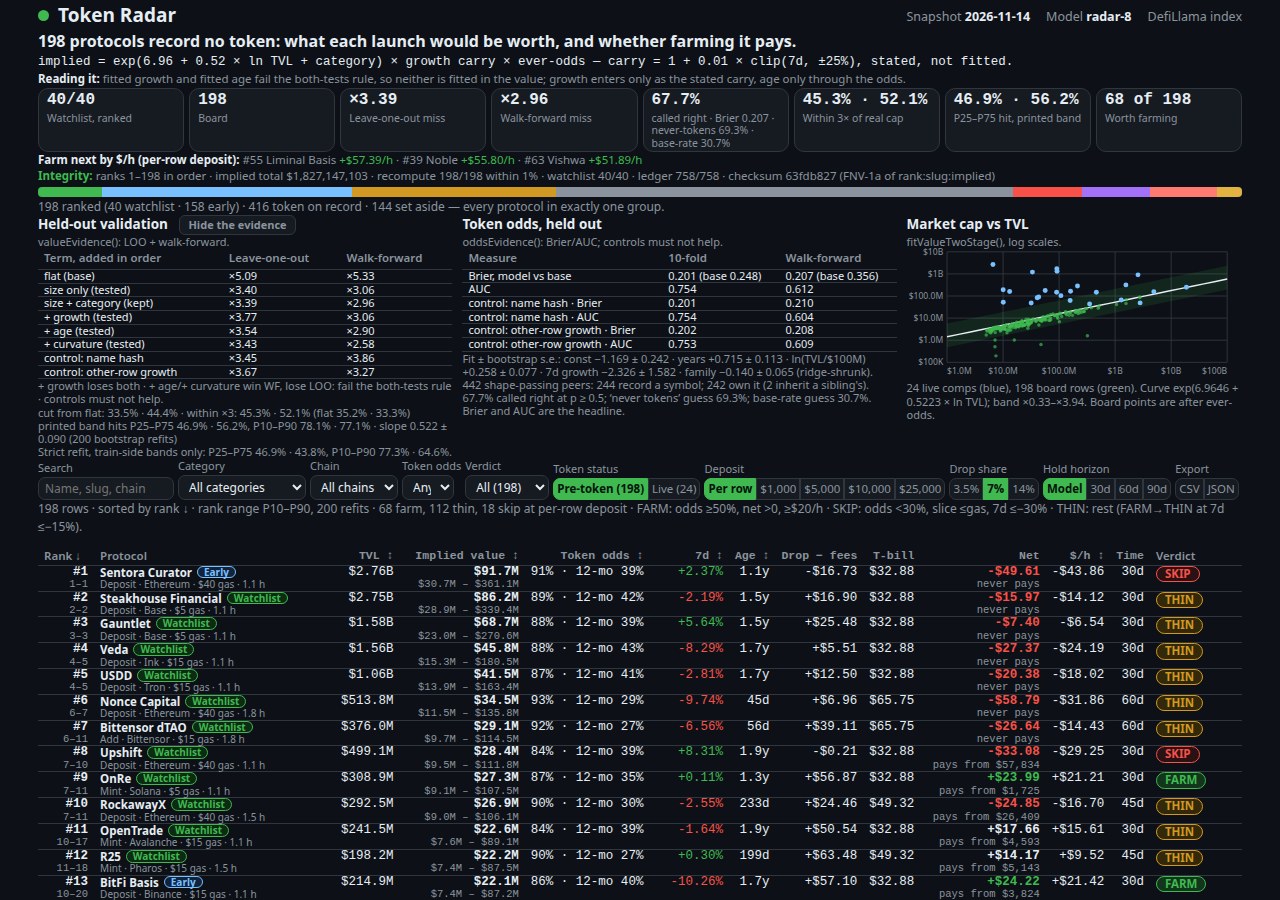 Token Radar
Snapshot 2026-11-14 Model radar-8 DefiLlama index
198 protocols record no token: what each launch would be worth, and whether farming it pays.
implied = exp(6.96 + 0.52 × ln TVL + category) × growth carry × ever-odds — carry = 1 + 0.01 × clip(7d, ±25%), stated, not fitted.
Reading it: fitted growth and fitted age fail the both-tests rule, so neither is fitted in the value; growth enters only as the stated carry, age only through the odds.
40/40
Watchlist, ranked
198
Board
×3.39
Leave-one-out miss
×2.96
Walk-forward miss
67.7%
called right · Brier 0.207 ·
never-tokens 69.3% ·
base-rate 30.7%
45.3% · 52.1%
Within 3× of real cap
46.9% · 56.2%
P25–P75 hit, printed band
68 of 198
Worth farming
Farm next by $/h (per-row deposit): #55 Liminal Basis +$57.39/h · #39 Noble +$55.80/h · #63 Vishwa +$51.89/h
Integrity: ranks 1–198 in order · implied total $1,827,147,103 · recompute 198/198 within 1% · watchlist 40/40 · ledger 758/758 · checksum 63fdb827 (FNV-1a of rank:slug:implied)
198 ranked (40 watchlist · 158 early) · 416 token on record · 144 set aside — every protocol in exactly one group.
Held-out validation Hide the evidence
valueEvidence(): LOO + walk-forward.
Term, added in order Leave-one-out Walk-forward
flat (base) ×5.09 ×5.33
size only (tested) ×3.40 ×3.06
size + category (kept) ×3.39 ×2.96
+ growth (tested) ×3.77 ×3.06
+ age (tested) ×3.54 ×2.90
+ curvature (tested) ×3.43 ×2.58
control: name hash ×3.45 ×3.86
control: other-row growth ×3.67 ×3.27
+ growth loses both · + age/+ curvature win WF, lose LOO: fail the both-tests rule
· controls must not help.
cut from flat: 33.5% · 44.4% · within ×3: 45.3% · 52.1% (flat 35.2% · 33.3%)
printed band hits P25–P75 46.9% · 56.2%, P10–P90 78.1% · 77.1% · slope 0.522 ±
0.090 (200 bootstrap refits)
Strict refit, train-side bands only: P25–P75 46.9% · 43.8%, P10–P90 77.3% · 64.6%.
Token odds, held out
oddsEvidence(): Brier/AUC; controls must not help.
Measure 10-fold Walk-forward
Brier, model vs base 0.201 (base 0.248) 0.207 (base 0.356)
AUC 0.754 0.612
control: name hash · Brier 0.201 0.210
control: name hash · AUC 0.754 0.604
control: other-row growth · Brier 0.202 0.208
control: other-row growth · AUC 0.753 0.609
Fit ± bootstrap s.e.: const −1.169 ± 0.242 · years +0.715 ± 0.113 · ln(TVL/$100M)
+0.258 ± 0.077 · 7d growth −2.326 ± 1.582 · family −0.140 ± 0.065 (ridge-shrunk).
442 shape-passing peers: 244 record a symbol; 242 own it (2 inherit a sibling's).
67.7% called right at p ≥ 0.5; ‘never tokens’ guess 69.3%; base-rate guess 30.7%.
Brier and AUC are the headline.
Market cap vs TVL
fitValueTwoStage(), log scales.
$10B
$1B
$100.0M
$10.0M
$1.0M
$100K
$1.0M $10.0M $100.0M $1B $10B $100B
24 live comps (blue), 198 board rows (green). Curve exp(6.9646 +
0.5223 × ln TVL); band ×0.33–×3.94. Board points are after ever-
odds.
Search Category Chain Token odds Verdict Token status Deposit Drop share Hold horizon Export
Name, slug, chain All categories All chains Any All (198) Pre-token (198) Live (24) Per row $1,000 $5,000 $10,000 $25,000 3.5% 7% 14% Model 30d 60d 90d CSV JSON
198 rows · sorted by rank ↓ · rank range P10–P90, 200 refits · 68 farm, 112 thin, 18 skip at per-row deposit · FARM: odds ≥50%, net >0, ≥$20/h · SKIP: odds <30%, slice ≤gas, 7d ≤−30% · THIN: rest (FARM→THIN at 7d
≤−15%).
Rank ↓ Protocol TVL ↕ Implied value ↕ Token odds ↕ 7d ↕ Age ↕ Drop − fees T-bill Net $/h ↕ Time Verdict
#1 Sentora Curator Early $2.76B $91.7M 91% · 12-mo 39% +2.37% 1.1y -$16.73 $32.88 -$49.61 -$43.86 30d SKIP
1–1 Deposit · Ethereum · $40 gas · 1.1 h $30.7M – $361.1M never pays
#2 Steakhouse Financial Watchlist $2.75B $86.2M 89% · 12-mo 42% -2.19% 1.5y +$16.90 $32.88 -$15.97 -$14.12 30d THIN
2–2 Deposit · Base · $5 gas · 1.1 h $28.9M – $339.4M never pays
#3 Gauntlet Watchlist $1.58B $68.7M 88% · 12-mo 39% +5.64% 1.5y +$25.48 $32.88 -$7.40 -$6.54 30d THIN
3–3 Deposit · Base · $5 gas · 1.1 h $23.0M – $270.6M never pays
#4 Veda Watchlist $1.56B $45.8M 88% · 12-mo 43% -8.29% 1.7y +$5.51 $32.88 -$27.37 -$24.19 30d THIN
4–5 Deposit · Ink · $15 gas · 1.1 h $15.3M – $180.5M never pays
#5 USDD Watchlist $1.06B $41.5M 87% · 12-mo 41% -2.81% 1.9y +$12.50 $32.88 -$20.38 -$18.02 30d THIN
4–5 Deposit · Tron · $15 gas · 1.1 h $13.9M – $163.4M never pays
#6 Nonce Capital Watchlist $513.8M $34.5M 93% · 12-mo 29% -9.74% 45d +$6.96 $65.75 -$58.79 -$31.86 60d THIN
6–7 Deposit · Ethereum · $40 gas · 1.8 h $11.5M – $135.8M never pays
#7 Bittensor dTAO Watchlist $376.0M $29.1M 92% · 12-mo 27% -6.56% 56d +$39.11 $65.75 -$26.64 -$14.43 60d THIN
6–11 Add · Bittensor · $15 gas · 1.8 h $9.7M – $114.5M never pays
#8 Upshift Watchlist $499.1M $28.4M 84% · 12-mo 39% +8.31% 1.9y -$0.21 $32.88 -$33.08 -$29.25 30d SKIP
7–10 Deposit · Ethereum · $40 gas · 1.1 h $9.5M – $111.8M pays from $57,834
#9 OnRe Watchlist $308.9M $27.3M 87% · 12-mo 35% +0.11% 1.3y +$56.87 $32.88 +$23.99 +$21.21 30d FARM
7–11 Mint · Solana · $5 gas · 1.1 h $9.1M – $107.5M pays from $1,725
#10 RockawayX Watchlist $292.5M $26.9M 90% · 12-mo 30% -2.55% 233d +$24.46 $49.32 -$24.85 -$16.70 45d THIN
7–11 Deposit · Ethereum · $40 gas · 1.5 h $9.0M – $106.1M pays from $26,409
#11 OpenTrade Watchlist $241.5M $22.6M 84% · 12-mo 39% -1.64% 1.9y +$50.54 $32.88 +$17.66 +$15.61 30d THIN
10–17 Mint · Avalanche · $15 gas · 1.1 h $7.6M – $89.1M pays from $4,593
#12 R25 Watchlist $198.2M $22.2M 90% · 12-mo 27% +0.30% 199d +$63.48 $49.32 +$14.17 +$9.52 45d THIN
11–18 Mint · Pharos · $15 gas · 1.5 h $7.4M – $87.5M pays from $5,143
#13 BitFi Basis Early $214.9M $22.1M 86% · 12-mo 40% -10.26% 1.7y +$57.10 $32.88 +$24.22 +$21.42 30d FARM
10–20 Deposit · Binance · $15 gas · 1.1 h $7.4M – $87.2M pays from $3,824